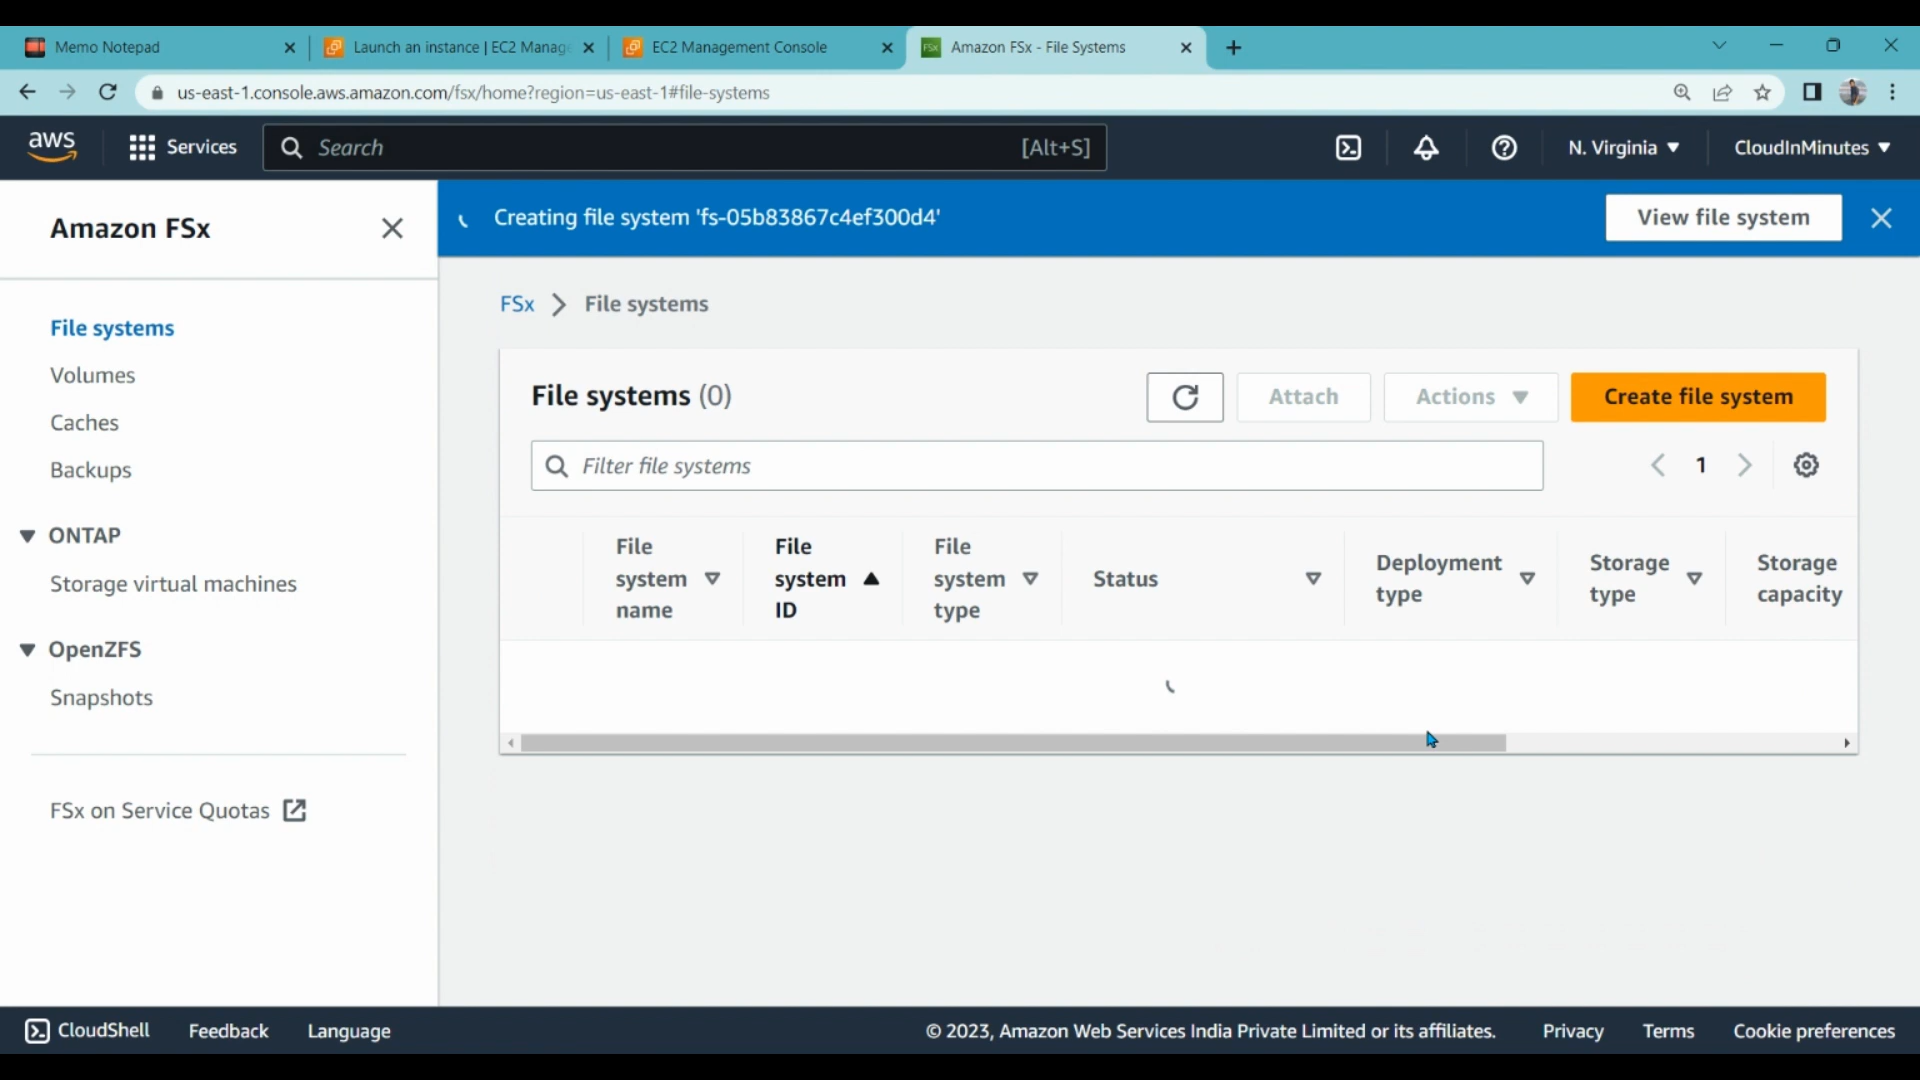 Memo Notepad
Launch an instance | EC2 Manag
EC2 Management Console
FSx
Amazon FSx - File Systems
us-east-1.console.aws.amazon.com/fsx/home?region=us-east-1#file-systems
aws
Services
Search
[Alt+S]
N. Virginia
CloudInMinutes
Amazon FSx
Creating file system 'fs-05b83867c4ef300d4'
View file system
FSx
File systems
File systems
Volumes
Caches
Backups
ONTAP
Storage virtual machines
OpenZFS
Snapshots
FSx on Service Quotas
File systems (0)
Attach
Actions
Create file system
Filter file systems
1
File system name
File system ID
File system type
Status
Deployment type
Storage type
Storage capacity
CloudShell
Feedback
Language
© 2023, Amazon Web Services India Private Limited or its affiliates.
Privacy
Terms
Cookie preferences